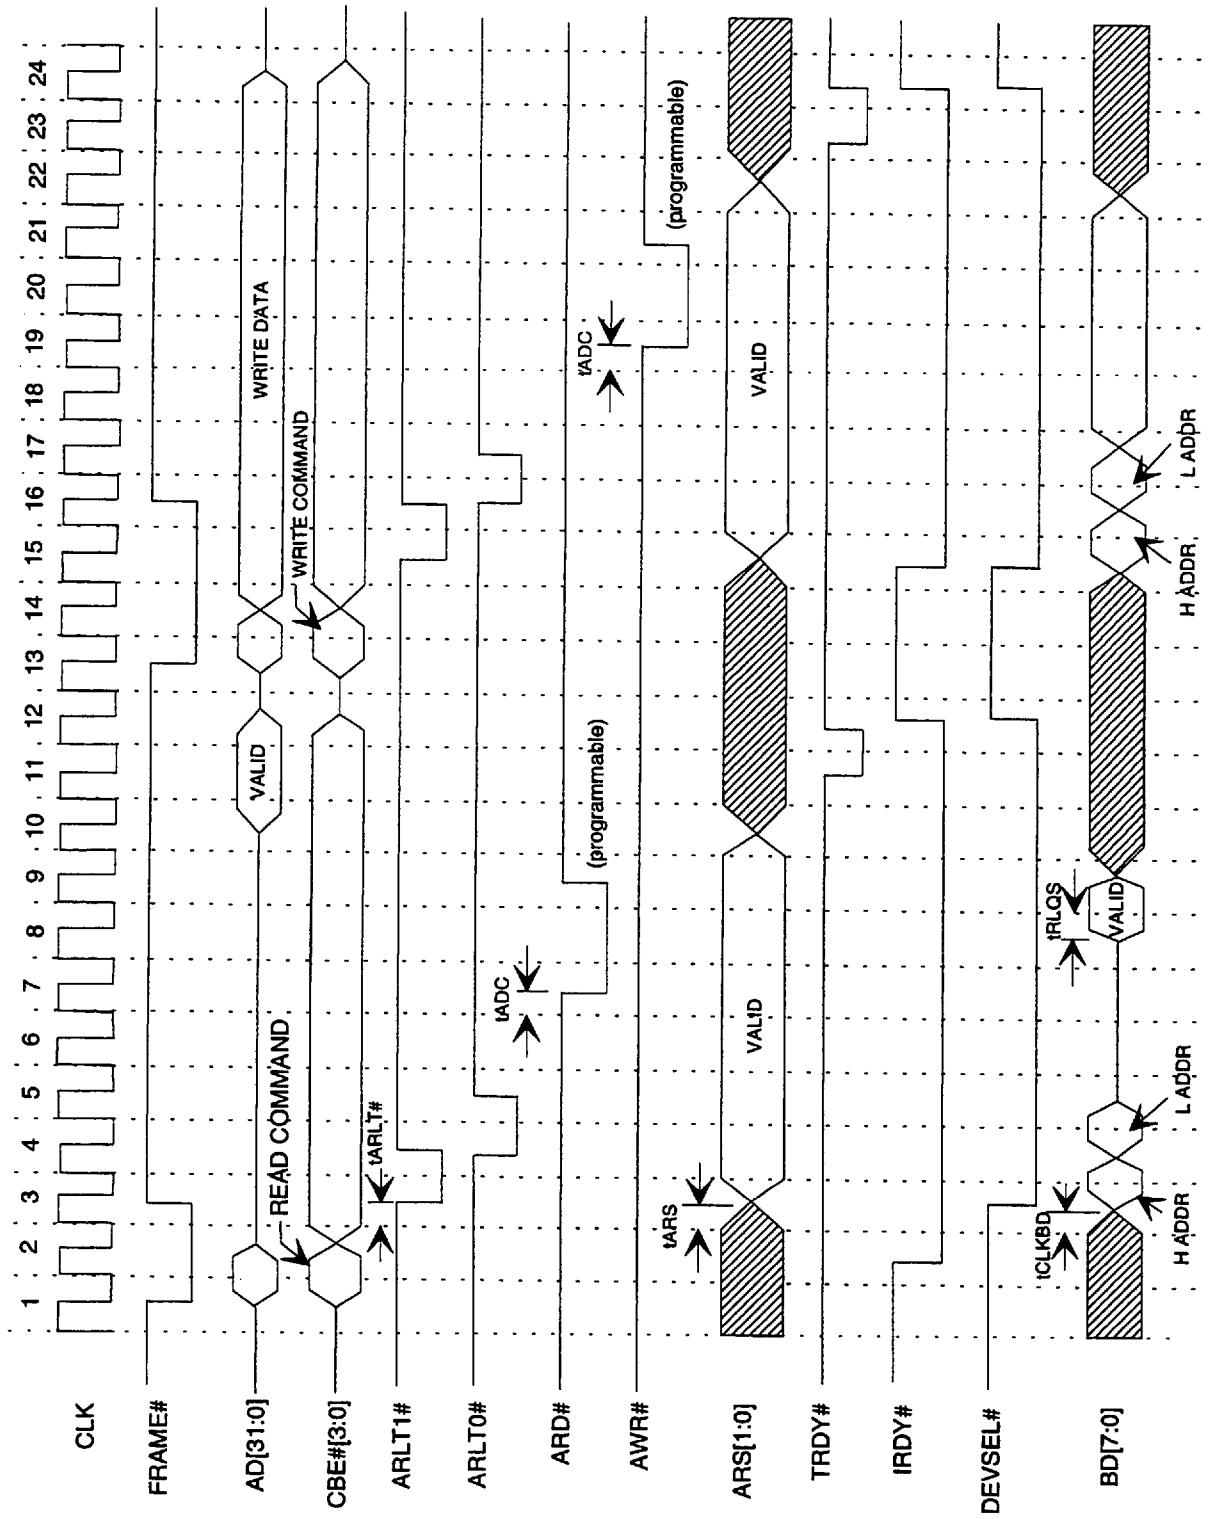 1 2 3 4 5 6 7 8 9 10 11 12 13 14 15 16 17 18 19 20 21 22 23 24
CLK
FRAME#
AD[31:0]
VALID
WRITE DATA
READ COMMAND
WRITE COMMAND
CBE#[3:0]
tARLT#
ARLT1#
ARLT0#
tADC
ARD#
(programmable)
tADC
AWR#
(programmable)
tARS
ARS[1:0]
VALID
VALID
TRDY#
IRDY#
DEVSEL#
tCLKBD
tRLQS
BD[7:0]
VALID
H ADDR
L ADDR
H ADDR
L ADDR